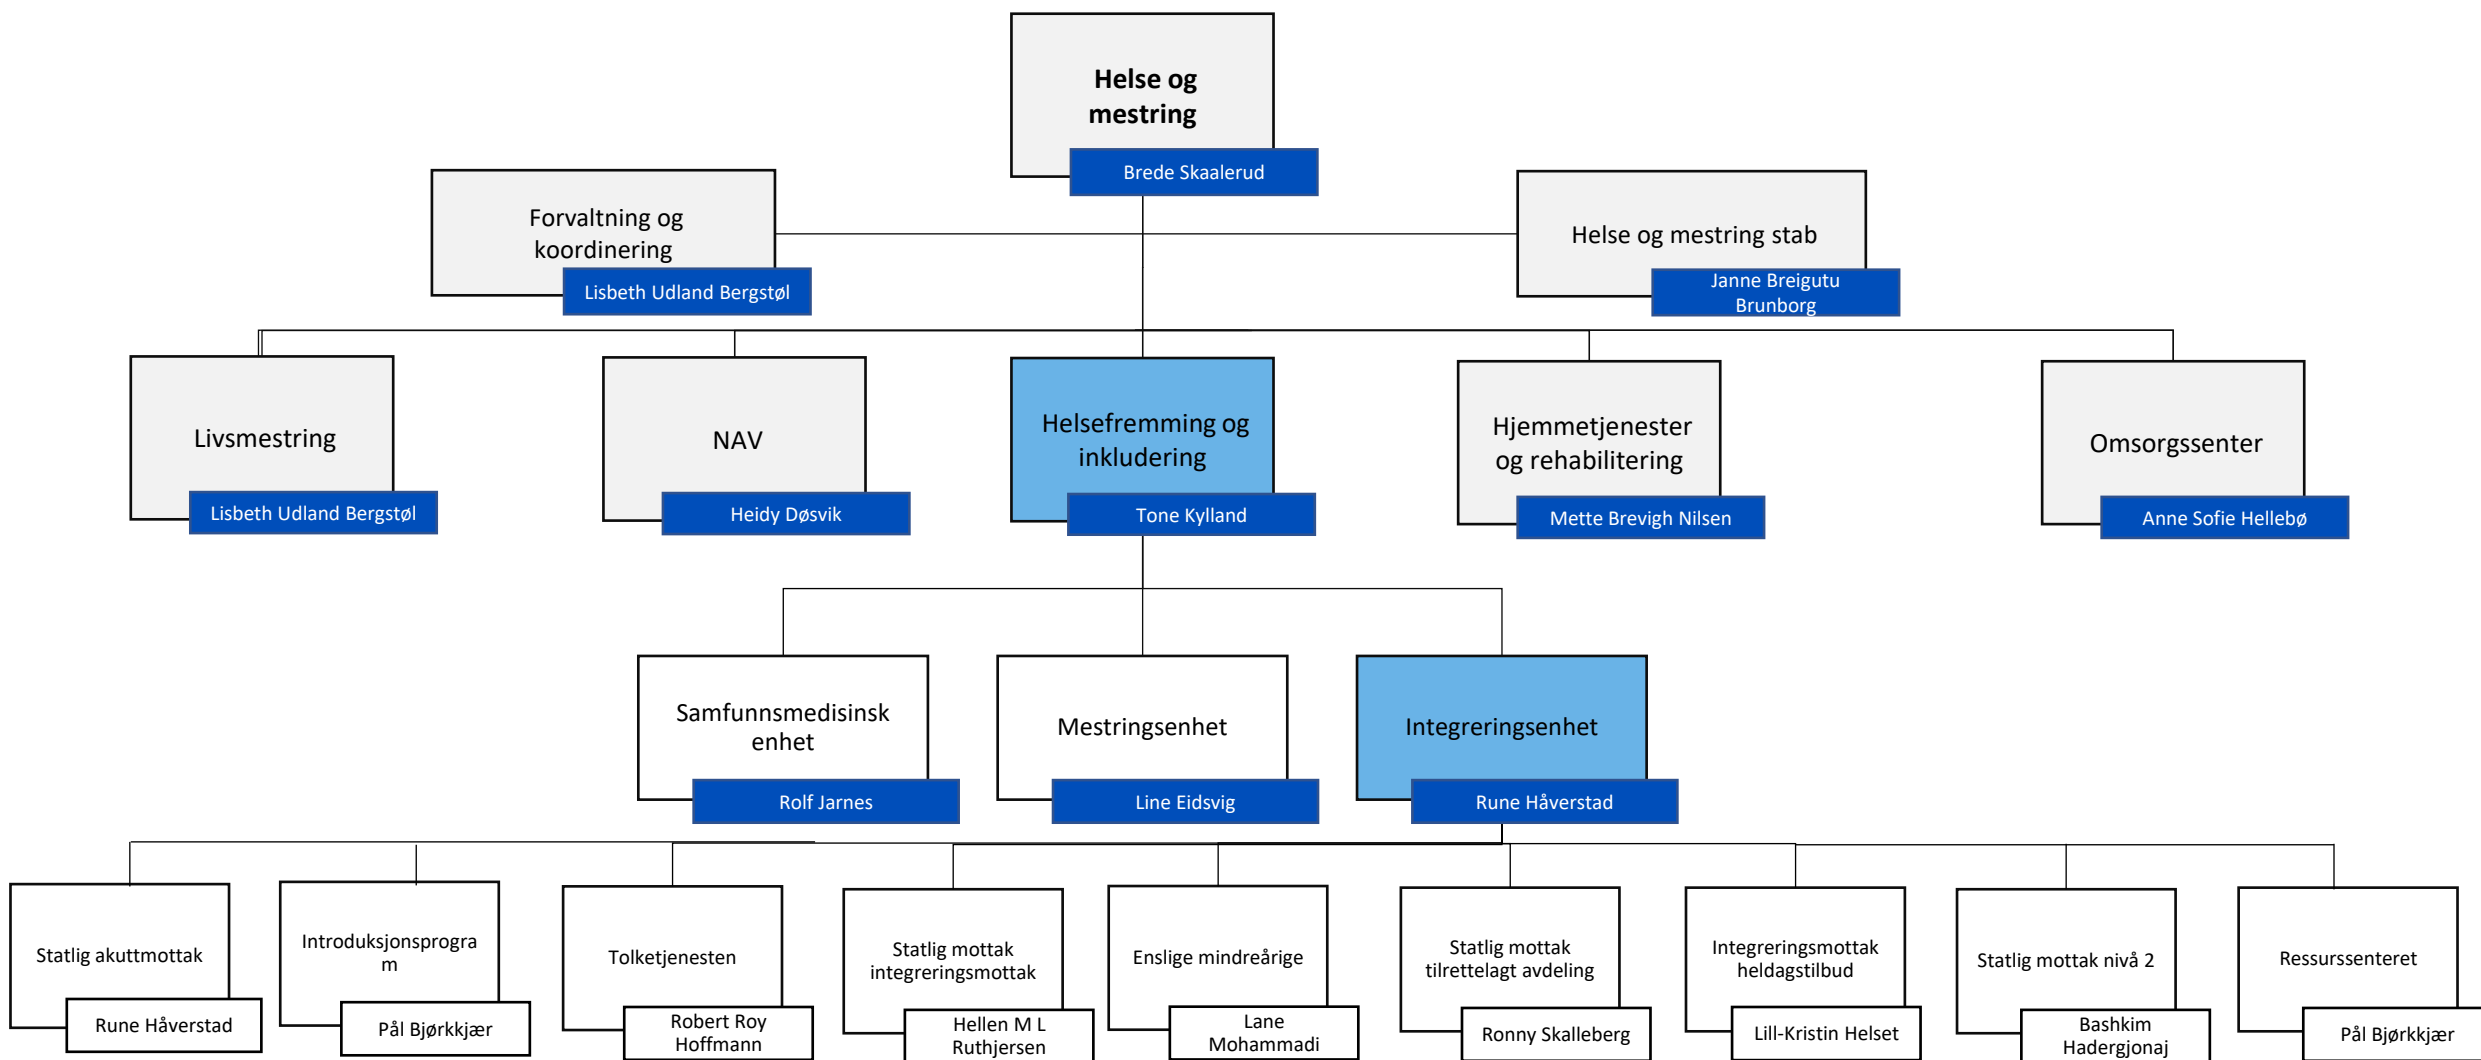 Helse og
mestring
Brede Skaalerud
Forvaltning og
koordinering
Lisbeth Udland Bergstøl
Helse og mestring stab
Janne Breigutu
Brunborg
Livsmestring
Lisbeth Udland Bergstøl
NAV
Heidy Døsvik
Helsefremming og
inkludering
Tone Kylland
Hjemmetjenester
og rehabilitering
Mette Brevigh Nilsen
Omsorgssenter
Anne Sofie Hellebø
Samfunnsmedisinsk
enhet
Rolf Jarnes
Mestringsenhet
Line Eidsvig
Integreringsenhet
Rune Håverstad
Statlig akuttmottak
Rune Håverstad
Introduksjonsprogra
m
Pål Bjørkkjær
Tolketjenesten
Robert Roy
Hoffmann
Statlig mottak
integreringsmottak
Hellen M L
Ruthjersen
Enslige mindreårige
Lane
Mohammadi
Statlig mottak
tilrettelagt avdeling
Ronny Skalleberg
Integreringsmottak
heldagstilbud
Lill-Kristin Helset
Statlig mottak nivå 2
Bashkim
Hadergjonaj
Ressurssenteret
Pål Bjørkkjær